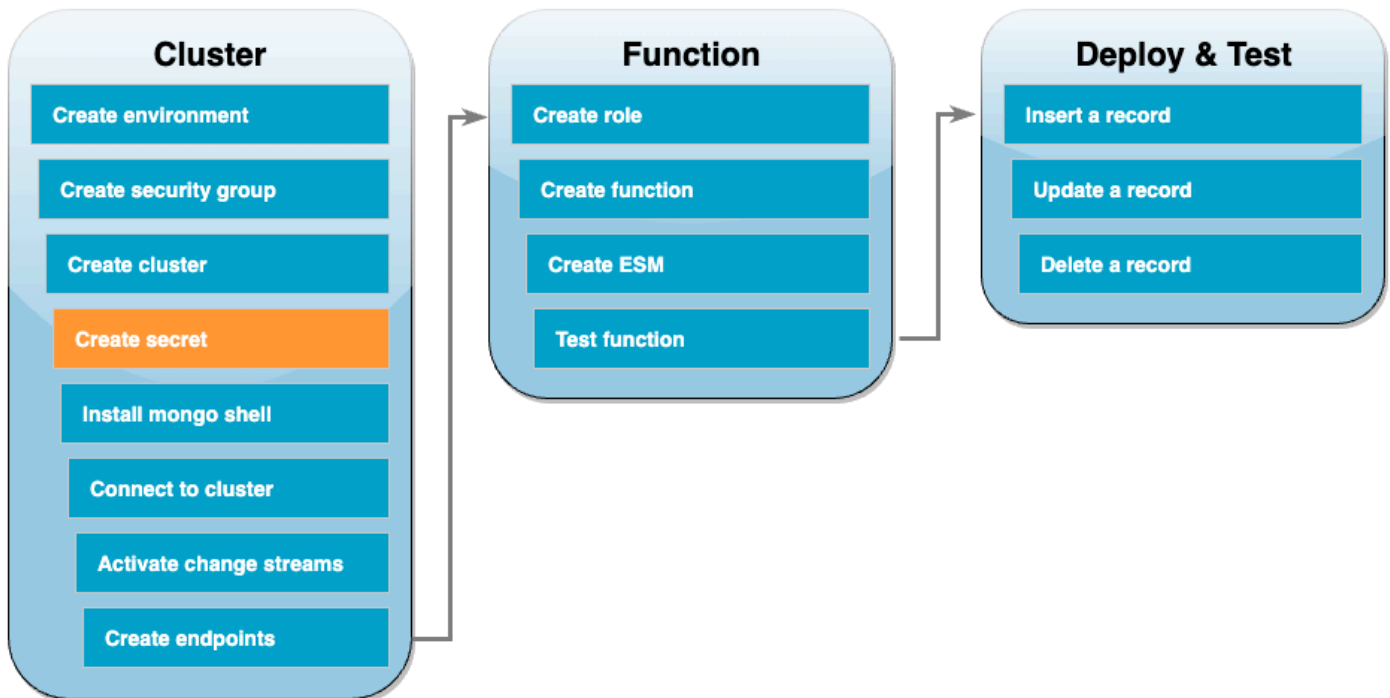 Cluster
Create environment
Create security group
Create cluster
Create secret
Install mongo shell
Connect to cluster
Activate change streams
Create endpoints
Function
Create role
Create function
Create ESM
Test function
Deploy & Test
Insert a record
Update a record
Delete a record